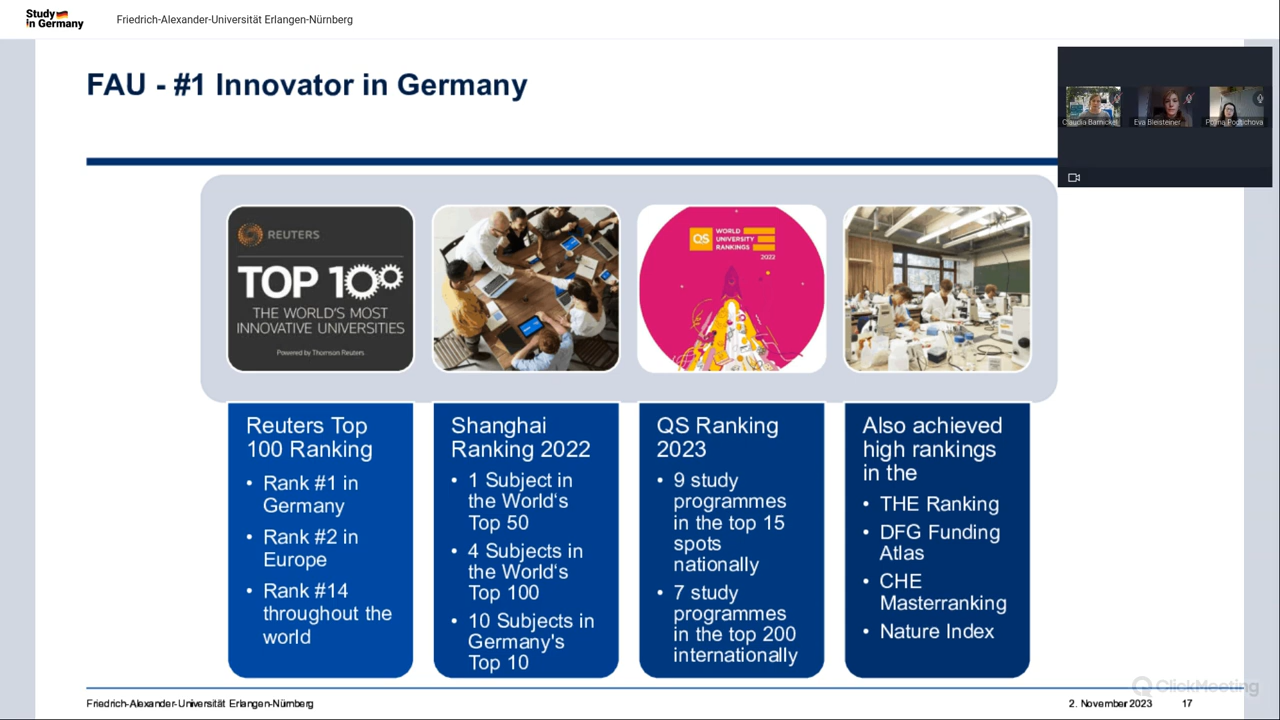 Study
in Germany
Friedrich-Alexander-Universität Erlangen-Nürnberg
FAU - #1 Innovator in Germany
Claudia Barnickel
Eva Bleisteiner
REUTERS
TOP 100
THE WORLD'S MOST
INNOVATIVE UNIVERSITIES
Powered by Thomson Reuters
QS
WORLD
UNIVERSITY
RANKINGS
2022
Reuters Top
100 Ranking
• Rank #1 in
Germany
• Rank #2 in
Europe
• Rank #14
throughout the
world
Shanghai
Ranking 2022
• 1 Subject in
the World‘s
Top 50
• 4 Subjects in
the World‘s
Top 100
• 10 Subjects in
Germany's
Top 10
QS Ranking
2023
• 9 study
programmes
in the top 15
spots
nationally
• 7 study
programmes
in the top 200
internationally
Also achieved
high rankings
in the
• THE Ranking
• DFG Funding
Atlas
• CHE
Masterranking
• Nature Index
ClickMeeting
Friedrich-Alexander-Universität Erlangen-Nürnberg
2. November 2023
17